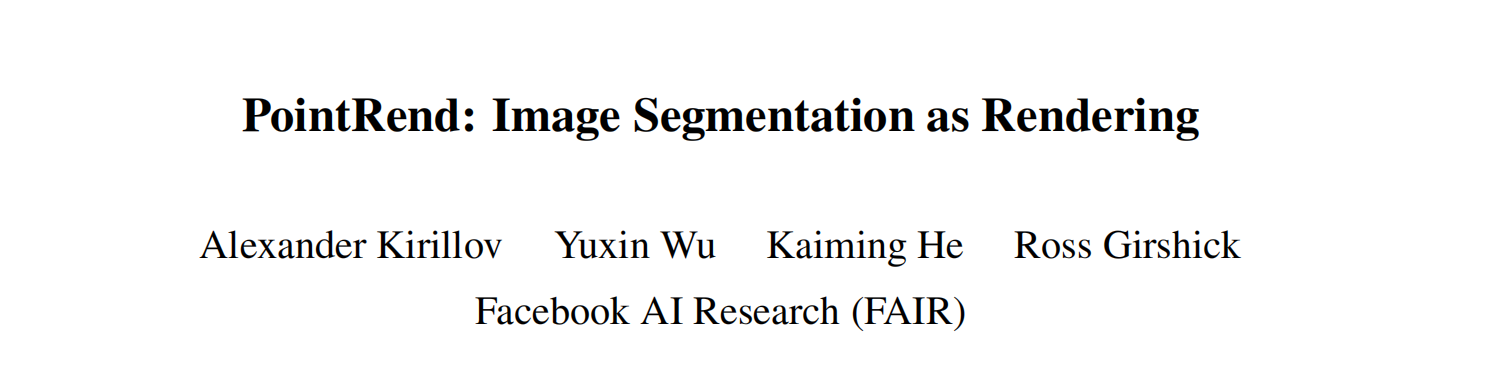 PointRend: Image Segmentation as Rendering
Alexander Kirillov Yuxin Wu Kaiming He Ross Girshick
Facebook AI Research (FAIR)